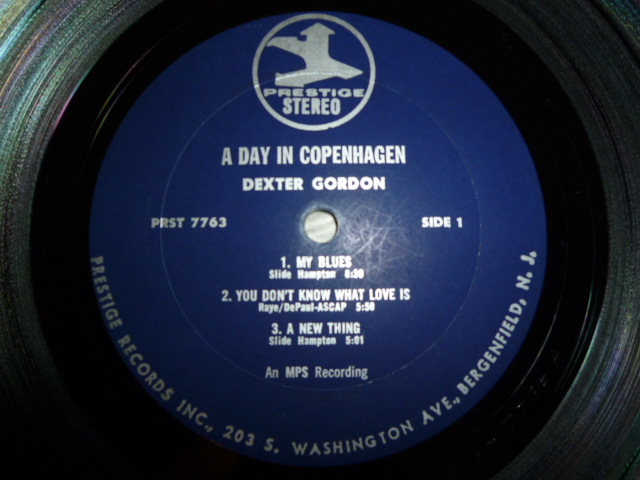 PRESTIGE
STEREO
A DAY IN COPENHAGEN
DEXTER GORDON
PRST 7763
SIDE 1
1. MY BLUES
Slide Hampton 8:30
2. YOU DON'T KNOW WHAT LOVE IS
Raye/DePaul-ASCAP 5:50
3. A NEW THING
Slide Hampton 5:01
An MPS Recording
PRESTIGE RECORDS INC., 203 S. WASHINGTON AVE., BERGENFIELD, N. J.